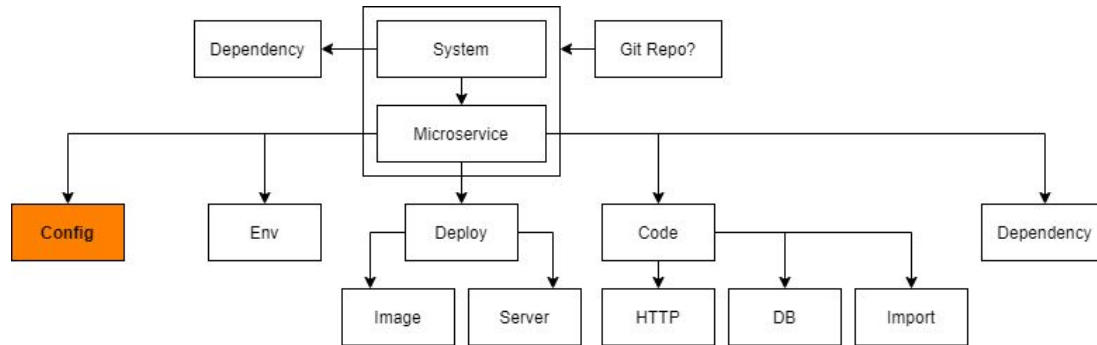 Dependency
System
Git Repo?
Microservice
Config
Env
Deploy
Code
Dependency
Image
Server
HTTP
DB
Import